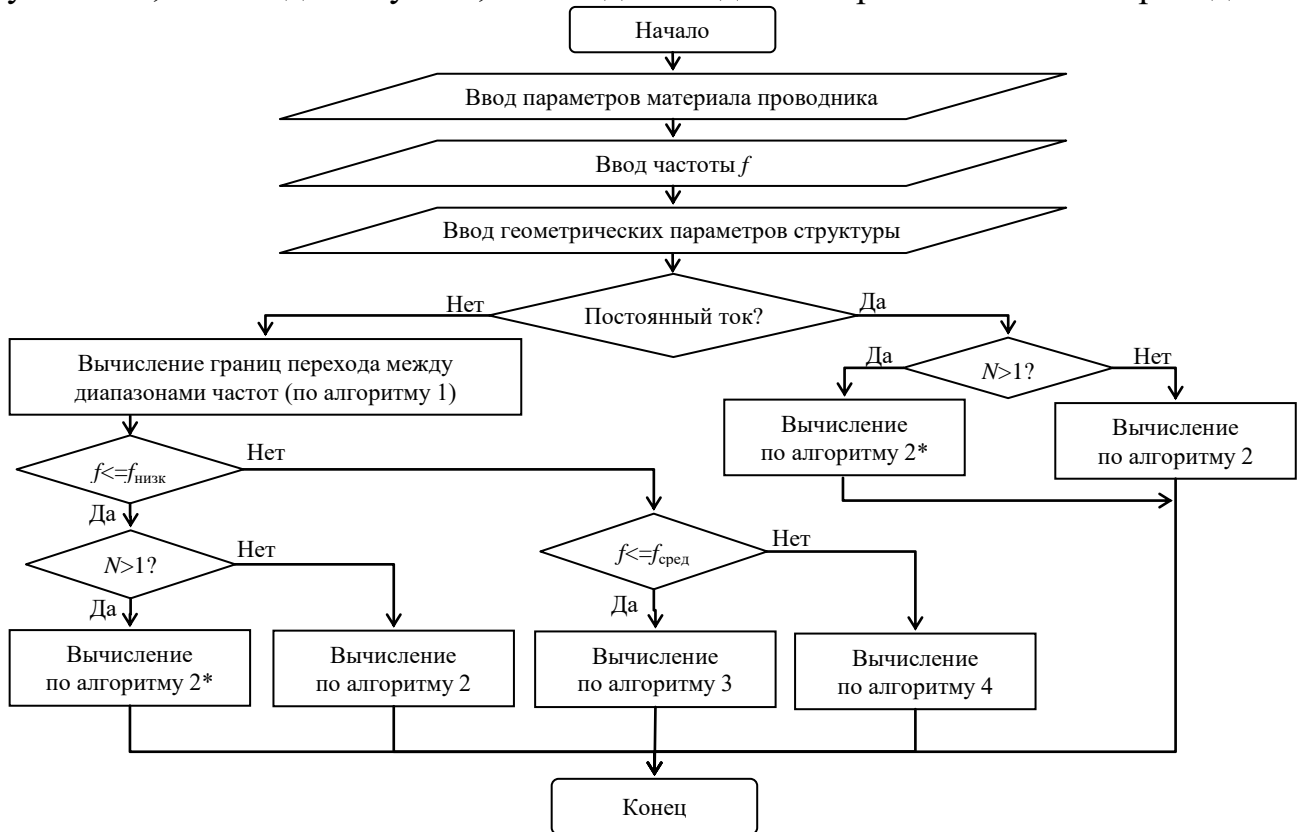 Начало
Ввод параметров материала проводника
Ввод частоты f
Ввод геометрических параметров структуры
Постоянный ток?
Нет
Да
Вычисление границ перехода между
диапазонами частот (по алгоритму 1)
N>1?
Да
Нет
Вычисление
по алгоритму 2*
Вычисление
по алгоритму 2
f<=fнизк
Нет
Да
f<=fсред
Нет
Да
N>1?
Нет
Да
Вычисление
по алгоритму 2*
Вычисление
по алгоритму 2
Вычисление
по алгоритму 3
Вычисление
по алгоритму 4
Конец